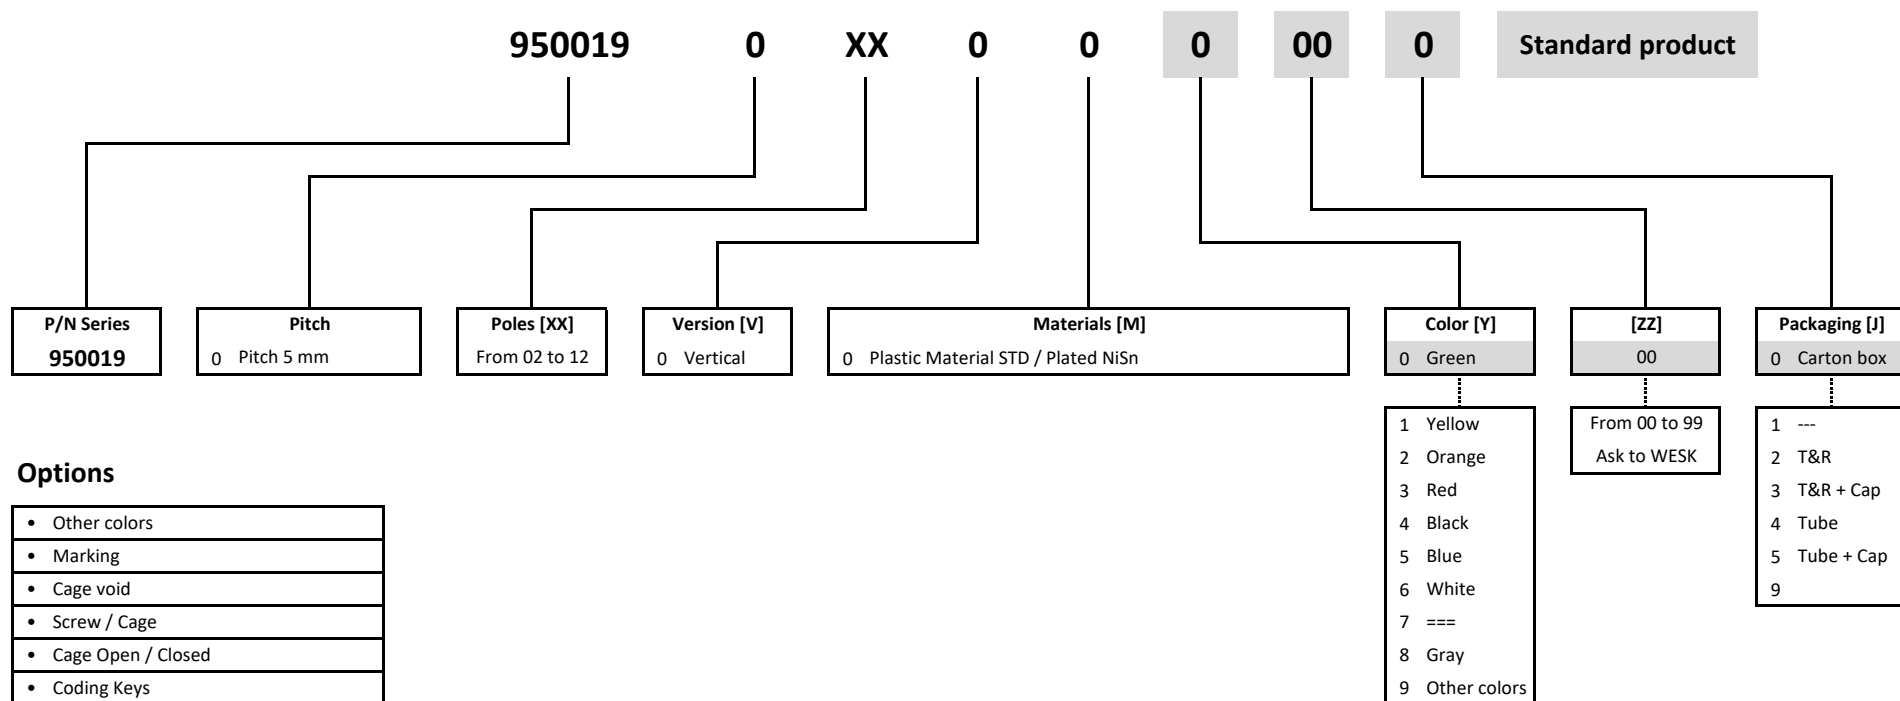 950019 0 XX 0 0 0 00 0 Standard product
P/N Series Pitch Poles [XX] Version [V] Materials [M] Color [Y] [ZZ] Packaging [J]
950019 0 Pitch 5 mm From 02 to 12 0 Vertical 0 Plastic Material STD / Plated NiSn 0 Green 00 0 Carton box
1 Yellow From 00 to 99 1 ---
2 Orange Ask to WESK 2 T&R
3 Red 3 T&R + Cap
4 Black 4 Tube
5 Blue 5 Tube + Cap
6 White 9
7 ===
8 Gray
9 Other colors
Options
• Other colors
• Marking
• Cage void
• Screw / Cage
• Cage Open / Closed
• Coding Keys